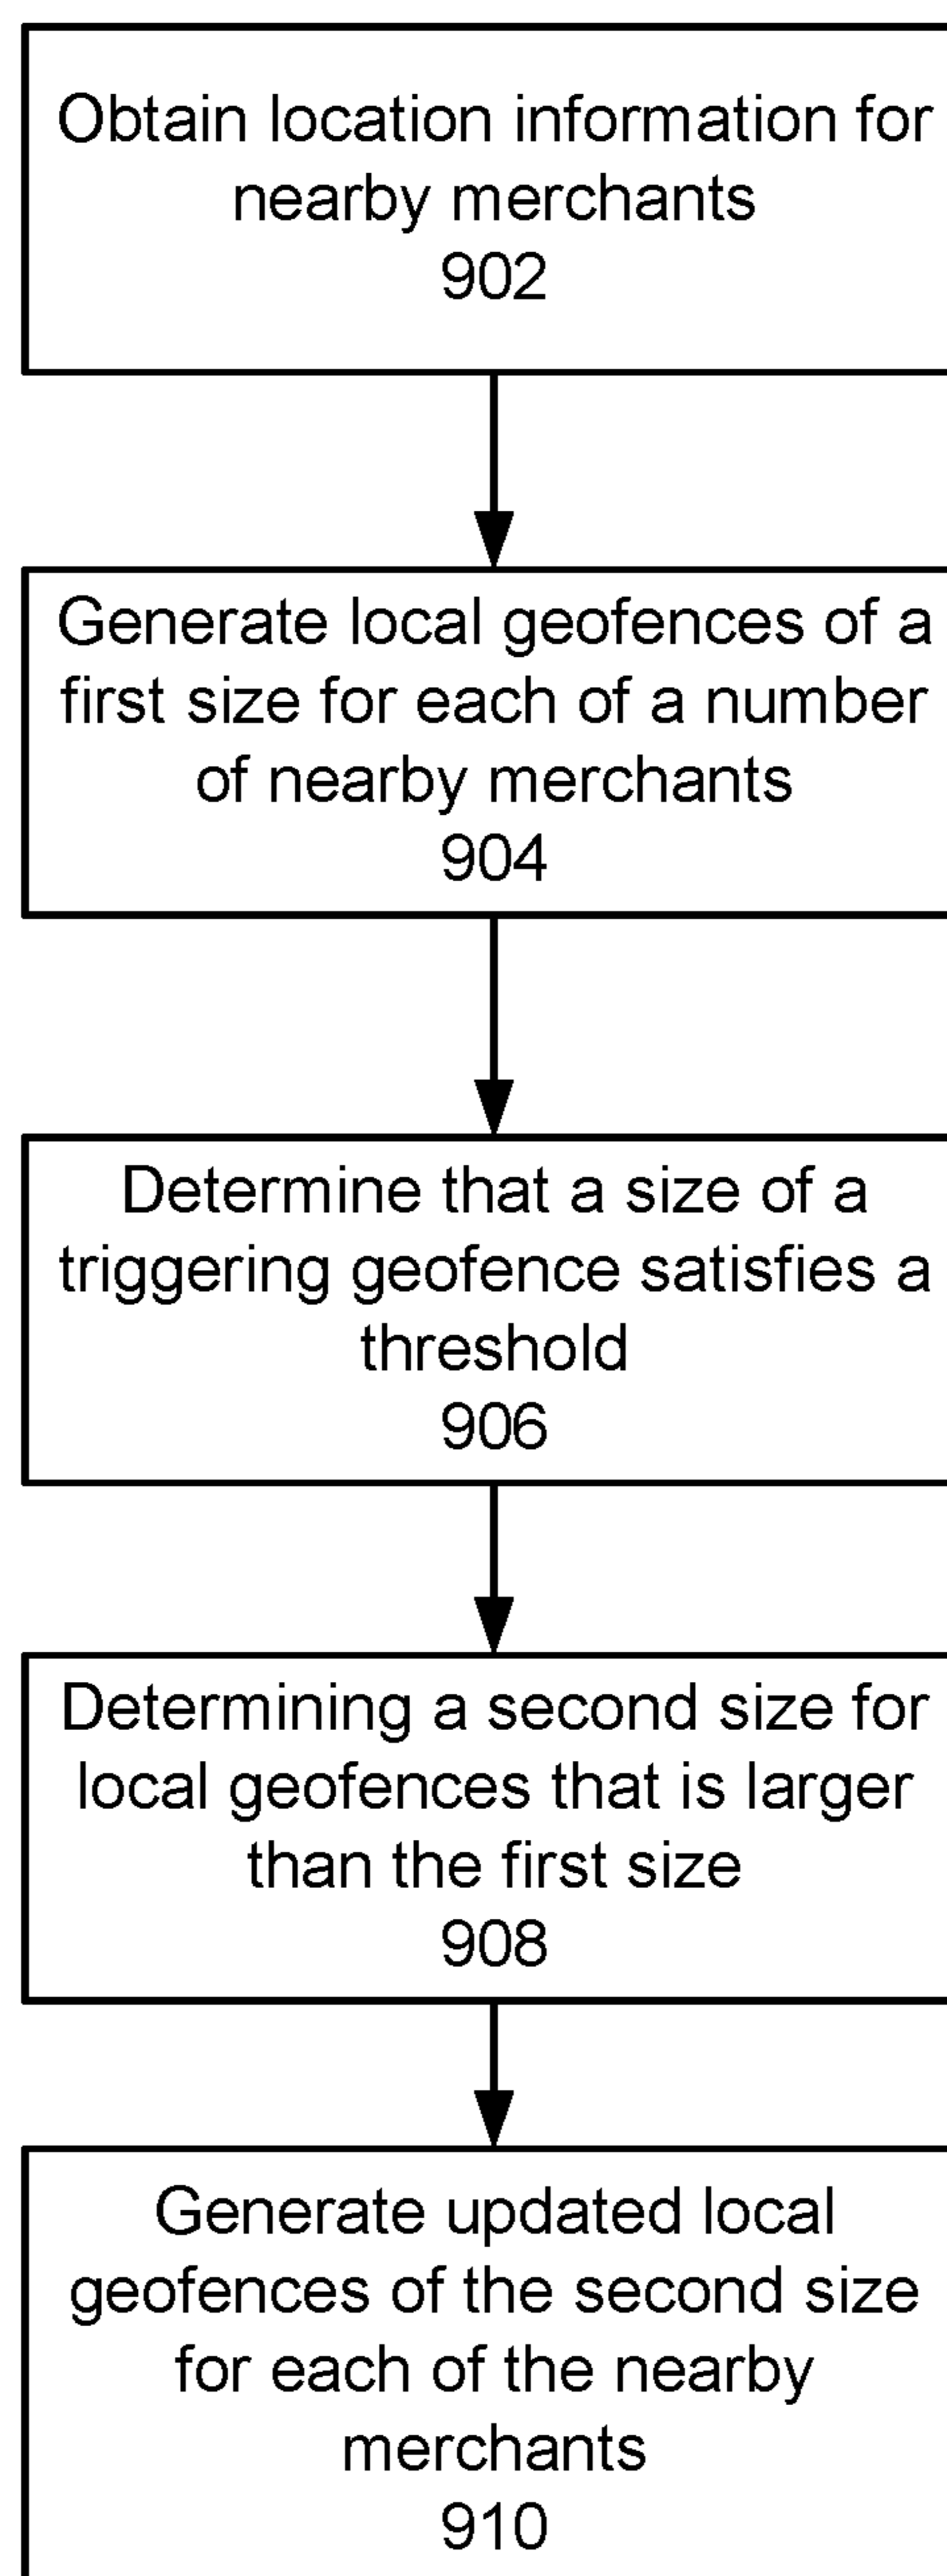 Obtain location information for
nearby merchants
902
Generate local geofences of a
first size for each of a number
of nearby merchants
904
Determine that a size of a
triggering geofence satisfies a
threshold
906
Determining a second size for
local geofences that is larger
than the first size
908
Generate updated local
geofences of the second size
for each of the nearby
merchants
910